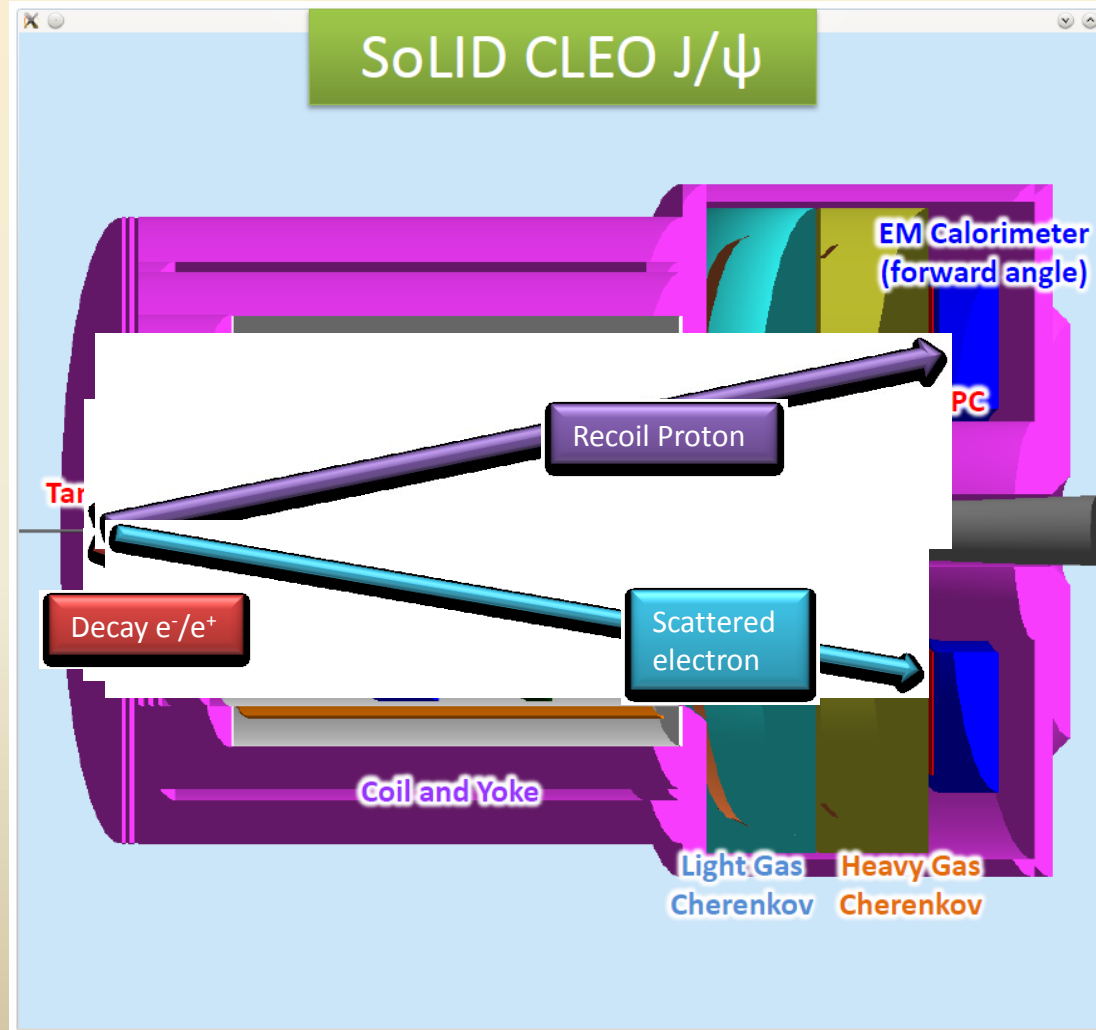 SoLID CLEO J/ψ
EM Calorimeter
(forward angle)
Recoil Proton
PC
Tar
Decay e⁻/e⁺
Scattered
electron
Coil and Yoke
Light Gas
Cherenkov
Heavy Gas
Cherenkov